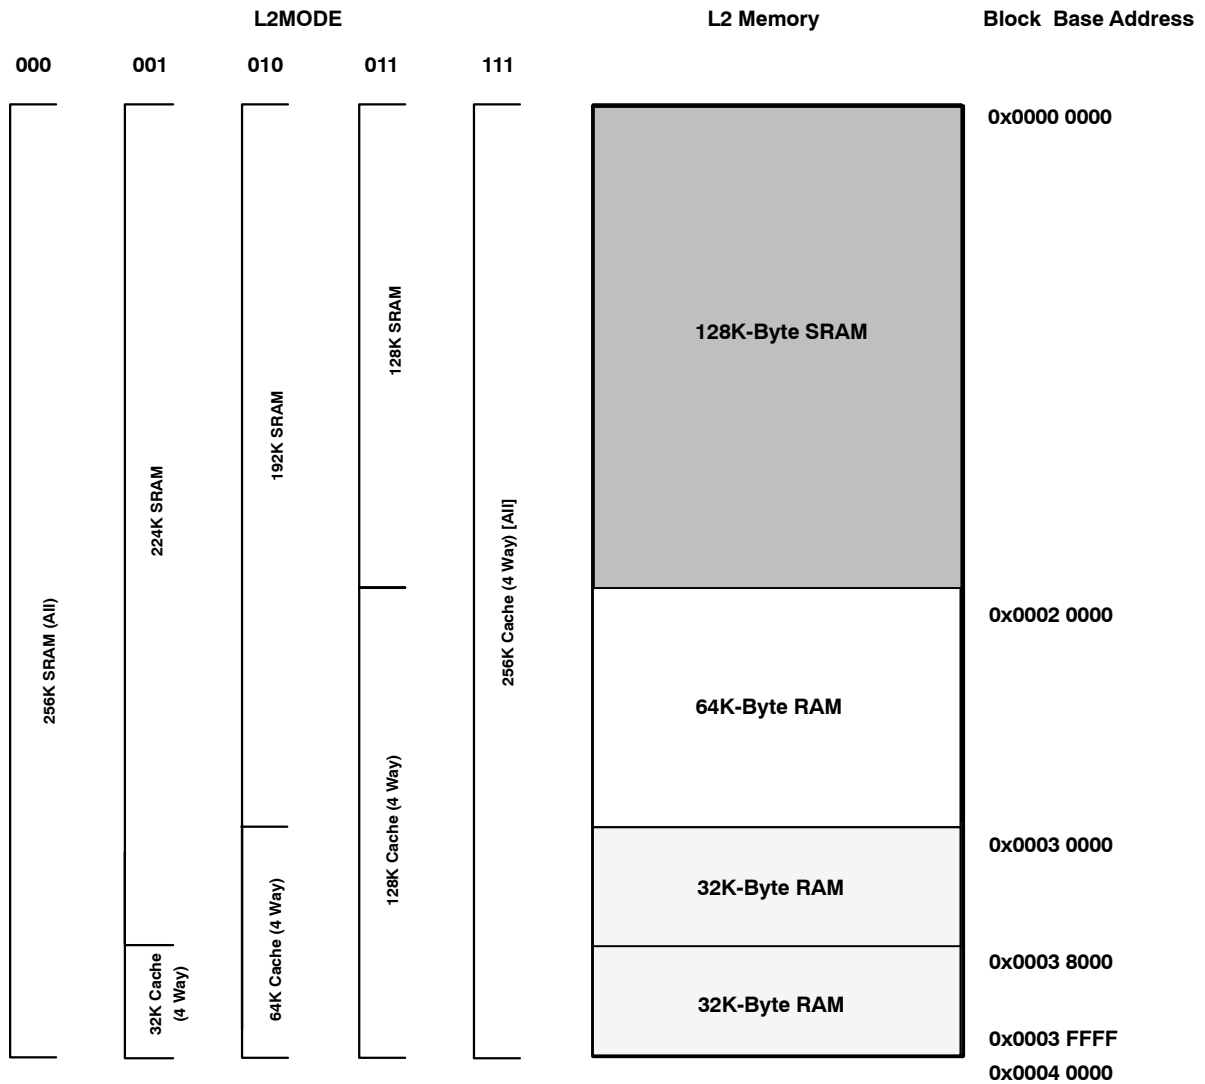 L2MODE
L2 Memory
Block Base Address
000
001
010
011
111
0x0000 0000
128K SRAM
128K-Byte SRAM
192K SRAM
224K SRAM
256K Cache (4 Way) [All]
256K SRAM (All)
0x0002 0000
64K-Byte RAM
128K Cache (4 Way)
0x0003 0000
32K-Byte RAM
64K Cache (4 Way)
32K Cache
(4 Way)
0x0003 8000
32K-Byte RAM
0x0003 FFFF
0x0004 0000